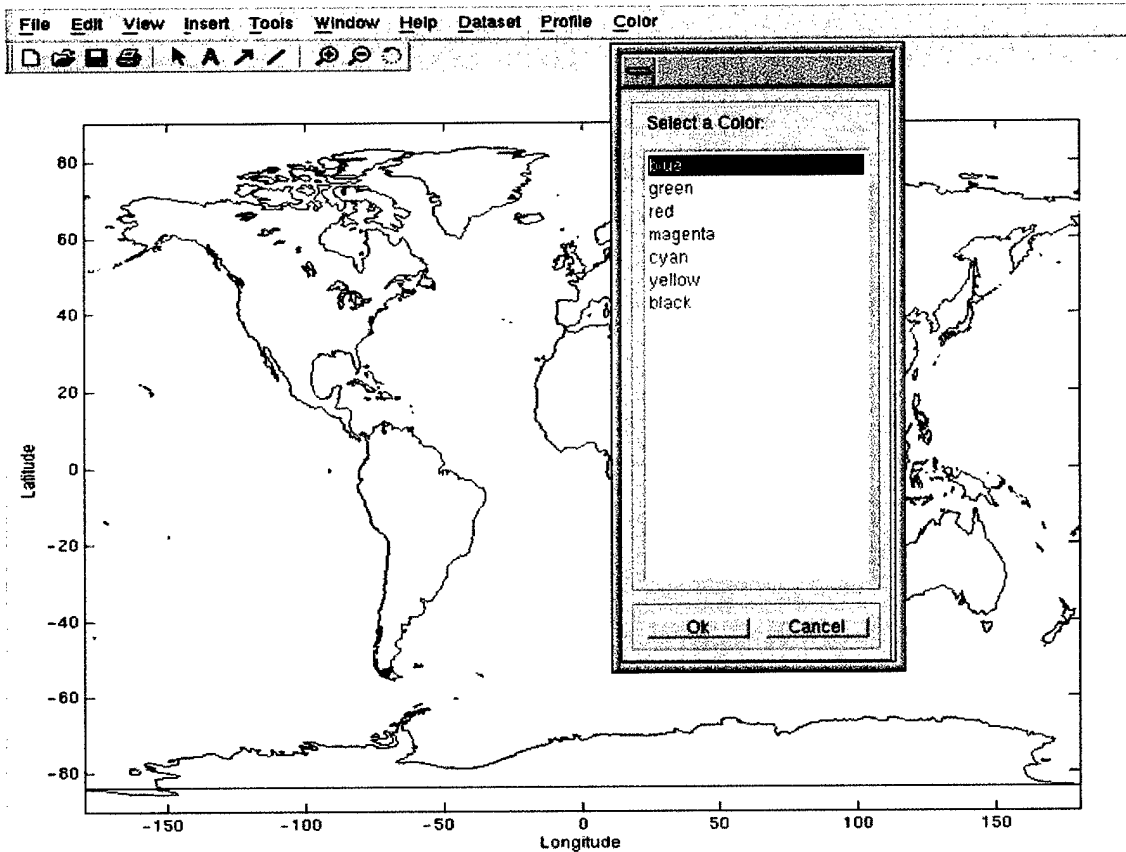 File Edit View Insert Tools Window Help Dataset Profile Color
A
Select a Color:
blue
green
red
magenta
cyan
yellow
black
Ok Cancel
80
60
40
20
0
-20
-40
-60
-80
Latitude
-150 -100 -50 0 50 100 150
Longitude